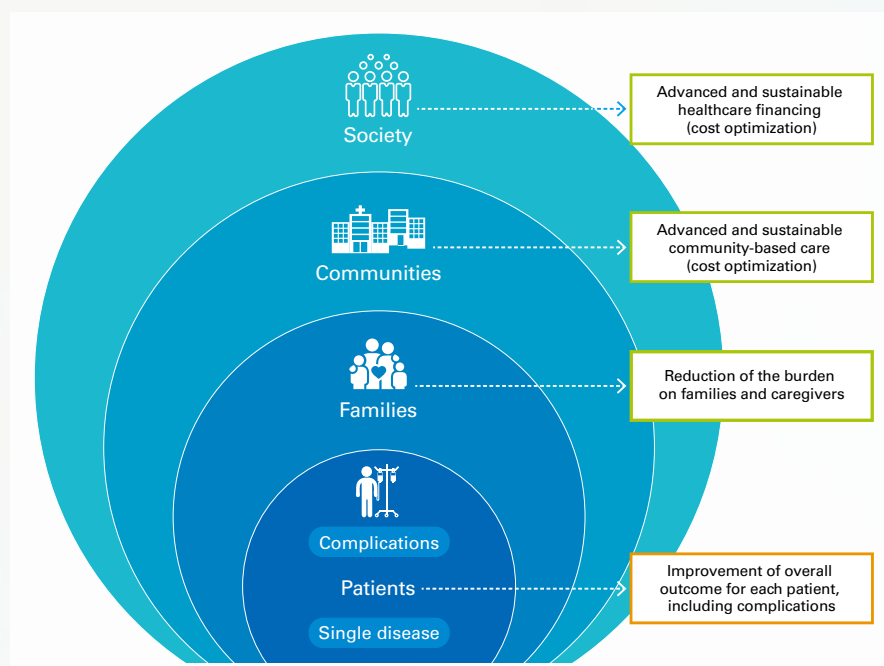 Society
Advanced and sustainable
healthcare financing
(cost optimization)
Communities
Advanced and sustainable
community-based care
(cost optimization)
Families
Reduction of the burden
on families and caregivers
Complications
Patients
Improvement of overall
outcome for each patient,
including complications
Single disease